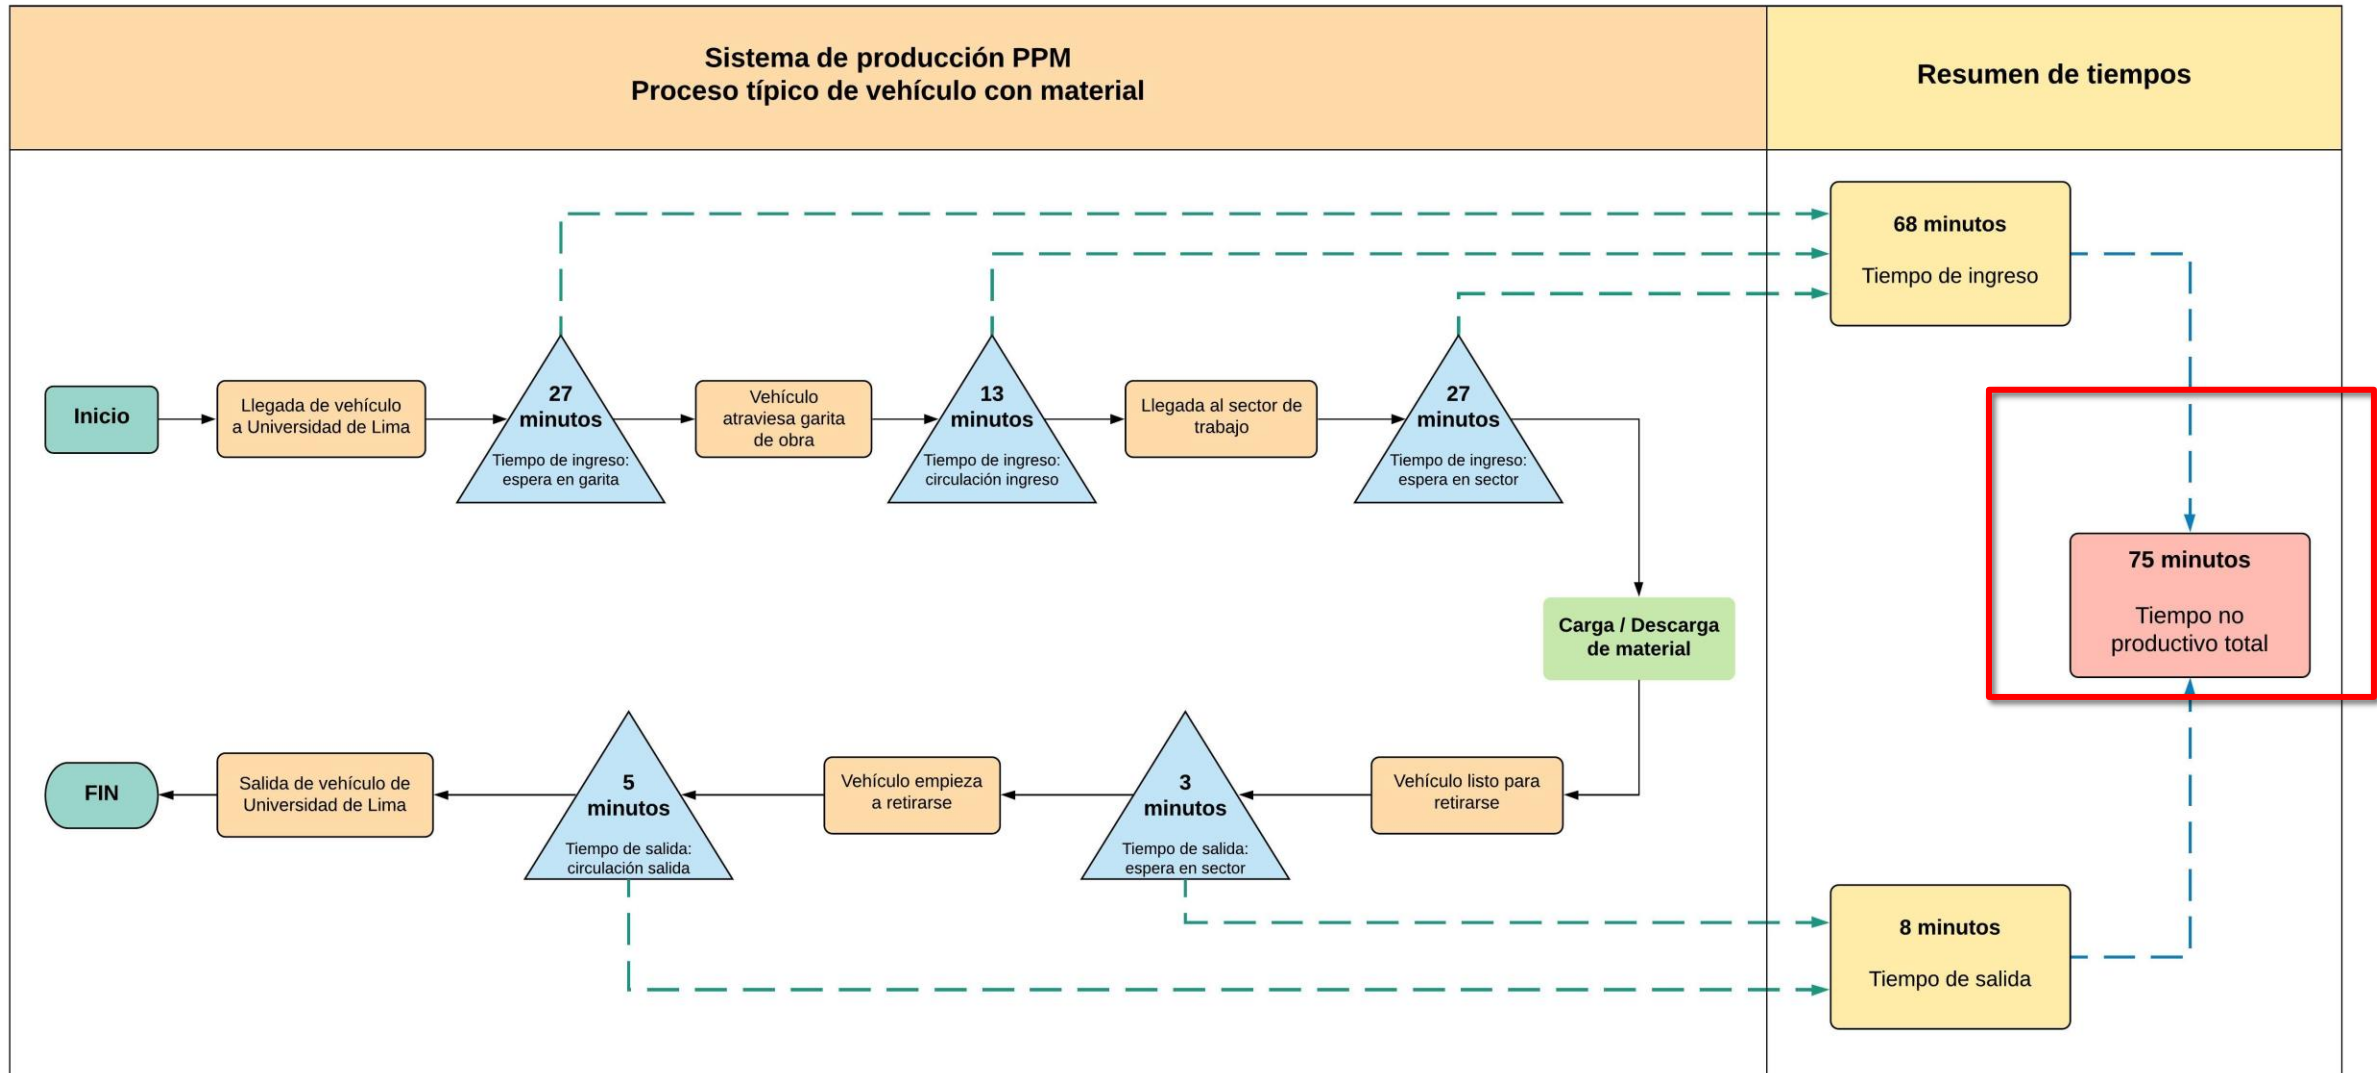 Sistema de producción PPM
Proceso típico de vehículo con material
Resumen de tiempos
68 minutos
Tiempo de ingreso
Inicio
Llegada de vehículo
a Universidad de Lima
27
minutos
Tiempo de ingreso:
espera en garita
Vehículo
atraviesa garita
de obra
13
minutos
Tiempo de ingreso:
circulación ingreso
Llegada al sector de
trabajo
27
minutos
Tiempo de ingreso:
espera en sector
75 minutos
Tiempo no
productivo total
Carga / Descarga
de material
Vehículo listo para
retirarse
3
minutos
Tiempo de salida:
espera en sector
Vehículo empieza
a retirarse
5
minutos
Tiempo de salida:
circulación salida
Salida de vehículo de
Universidad de Lima
FIN
8 minutos
Tiempo de salida